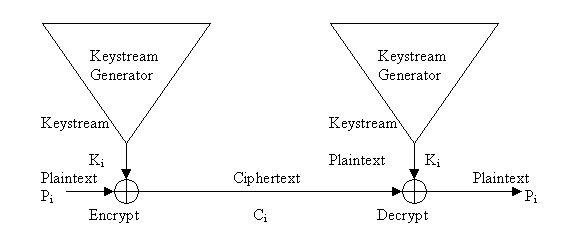 Keystream
Generator
Keystream
Generator
Keystream
Keystream
Ki
Plaintext
Ki
Plaintext
Ciphertext
Plaintext
Pi
Pi
Encrypt
Ci
Decrypt